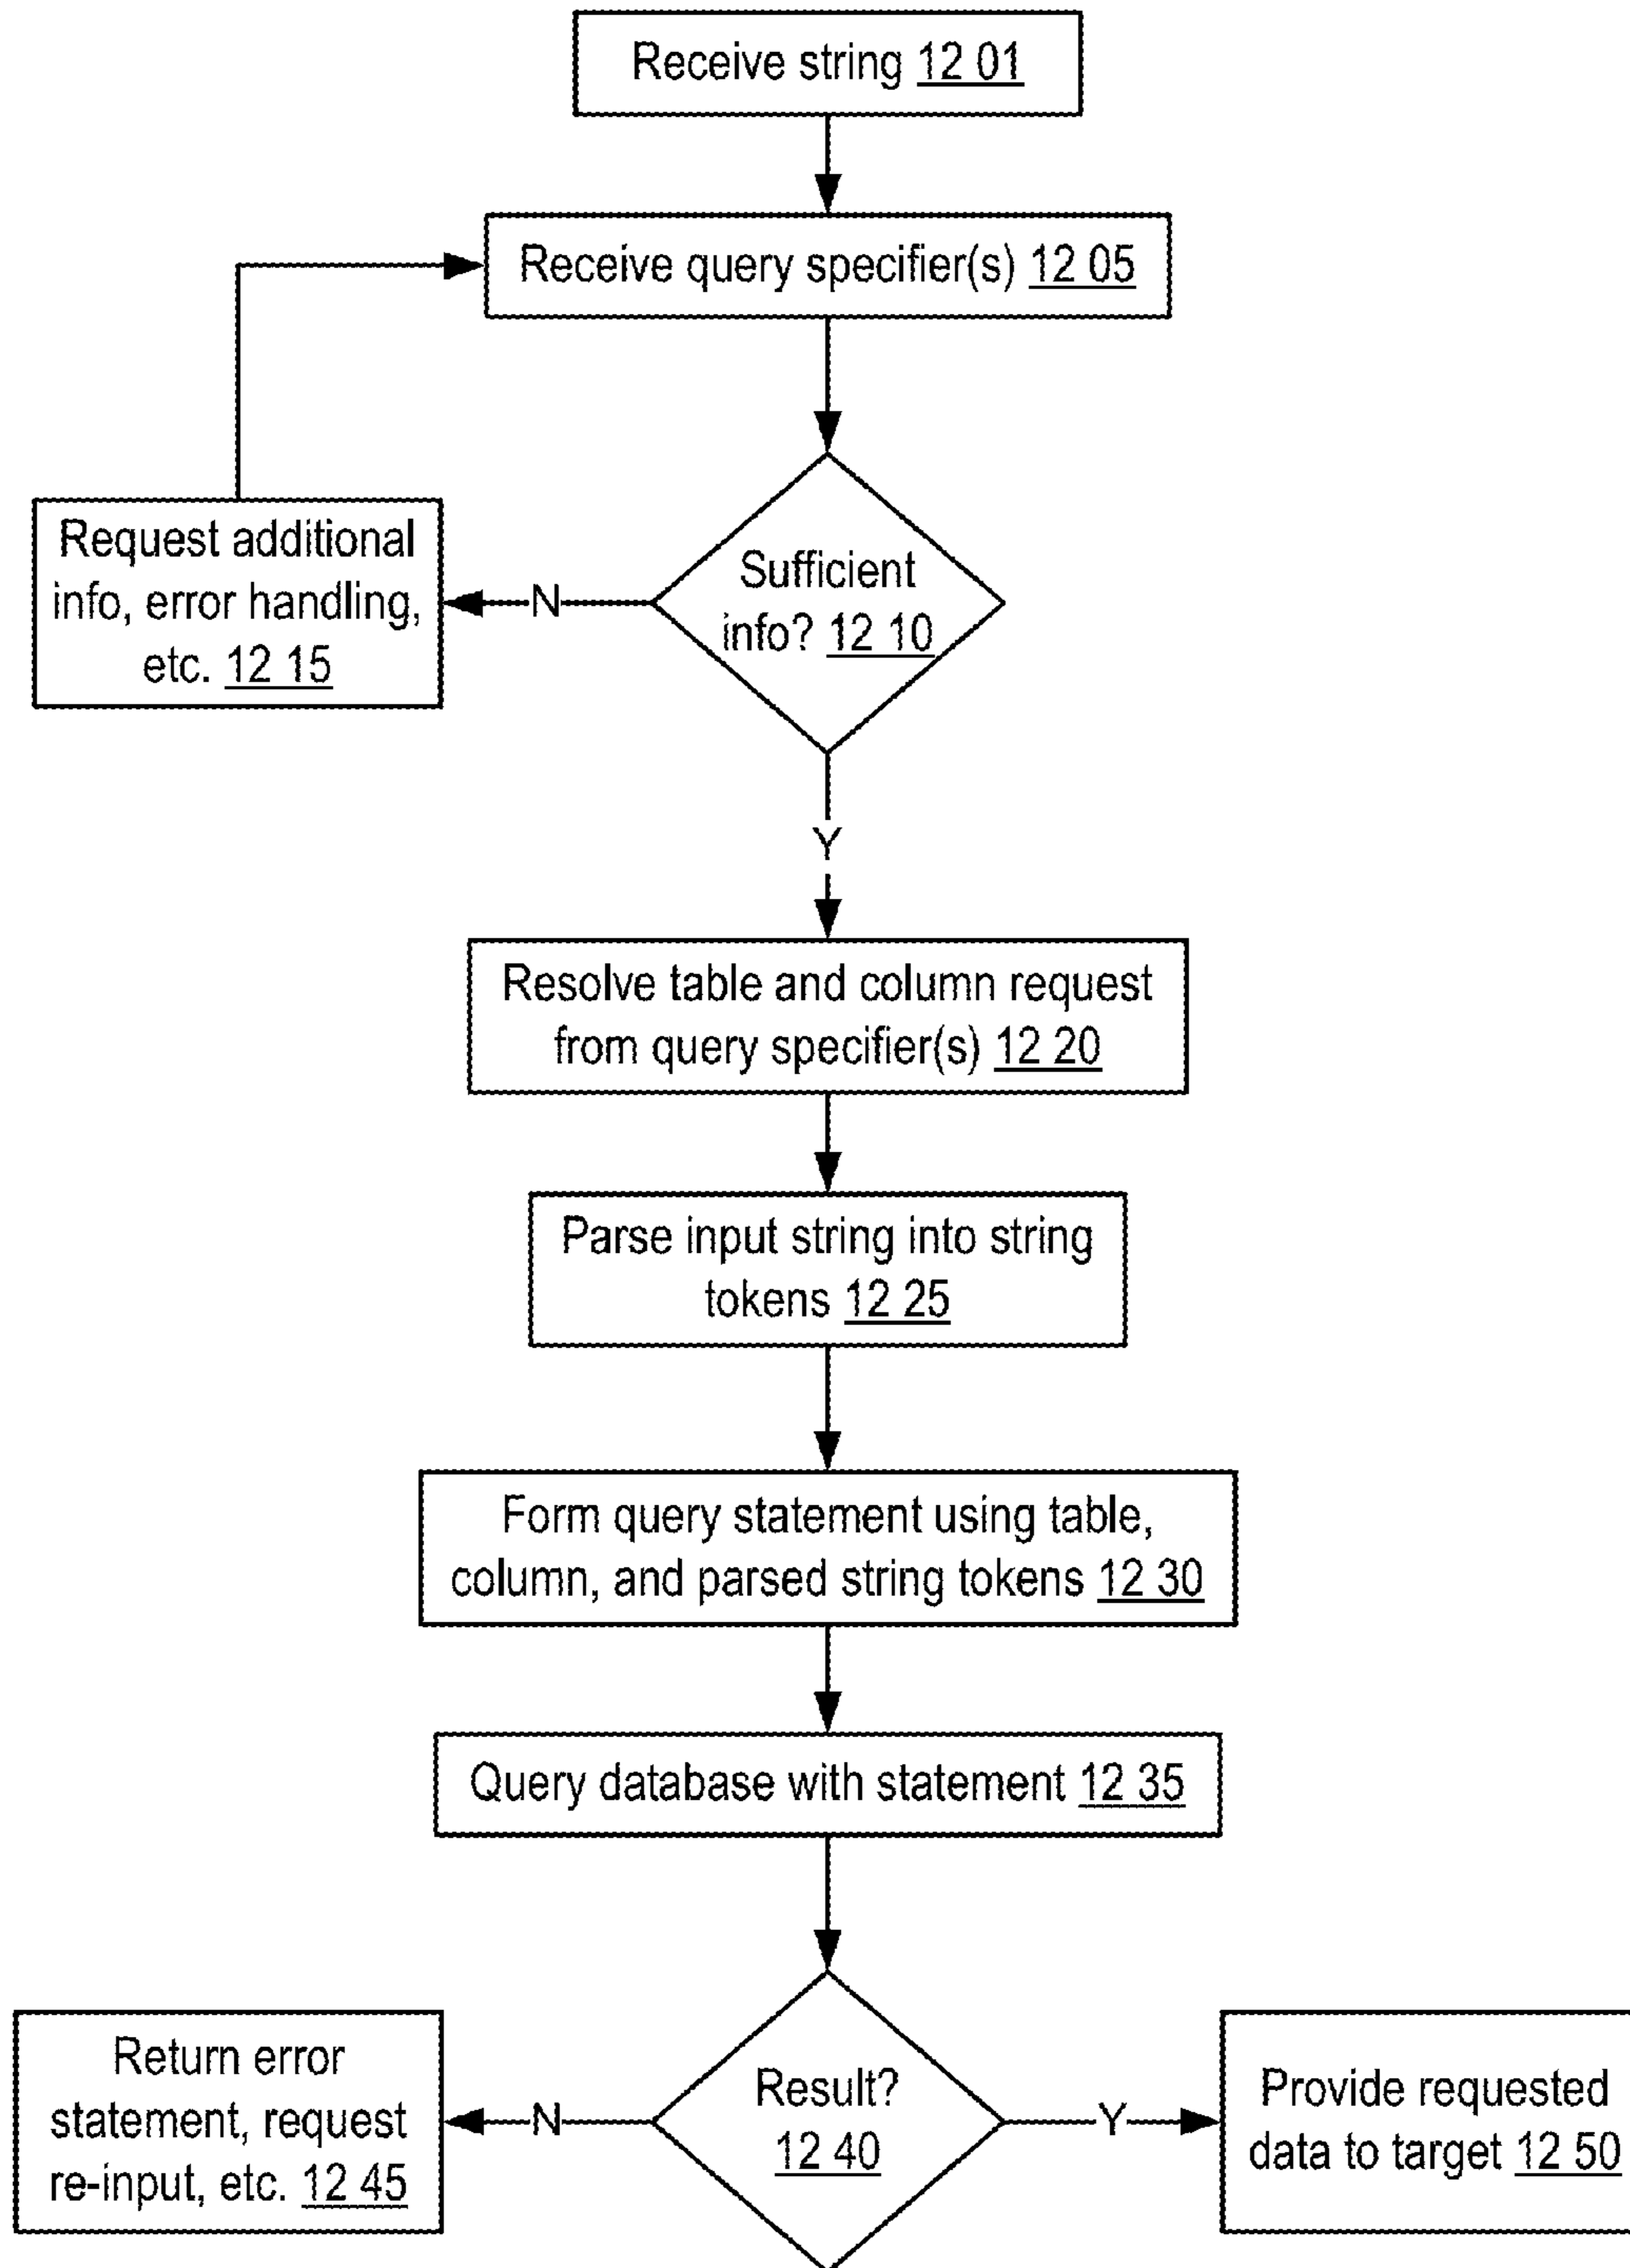 Receive string 12 01
Receive query specifier(s) 12 05
Request additional
info, error handling,
etc. 12 15
N
Sufficient
info? 12 10
Y
Resolve table and column request
from query specifier(s) 12 20
Parse input string into string
tokens 12 25
Form query statement using table,
column, and parsed string tokens 12 30
Query database with statement 12 35
Return error
statement, request
re-input, etc. 12 45
N
Result?
12 40
Y
Provide requested
data to target 12 50